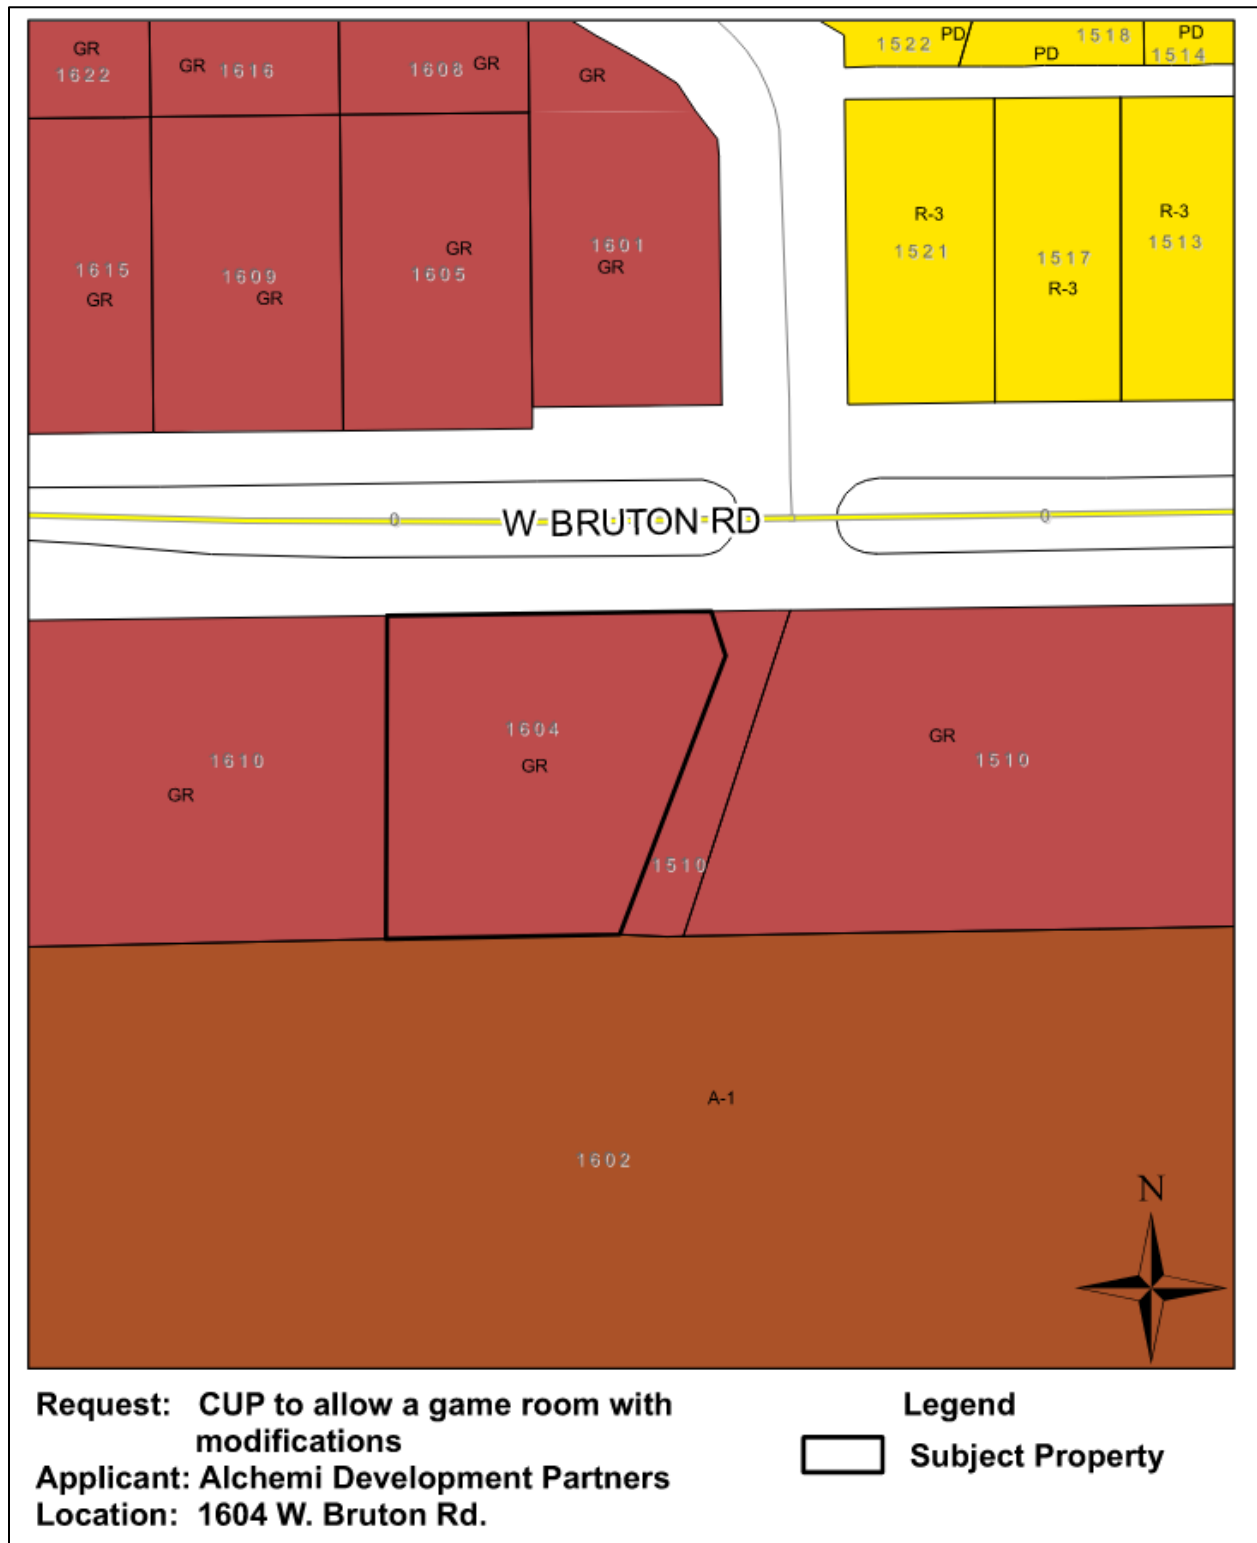 GR
1622
GR 1616
1608 GR
GR
1522 PD
PD 1518
PD
1514
1615
GR
1609
GR
GR
1605
1601
GR
R-3
1521
1517
R-3
R-3
1513
0 W BRUTON RD 0
1610
GR
1604
GR
1510
GR
1510
A-1
1602
N
Request: CUP to allow a game room with
modifications
Applicant: Alchemi Development Partners
Location: 1604 W. Bruton Rd.
Legend
Subject Property